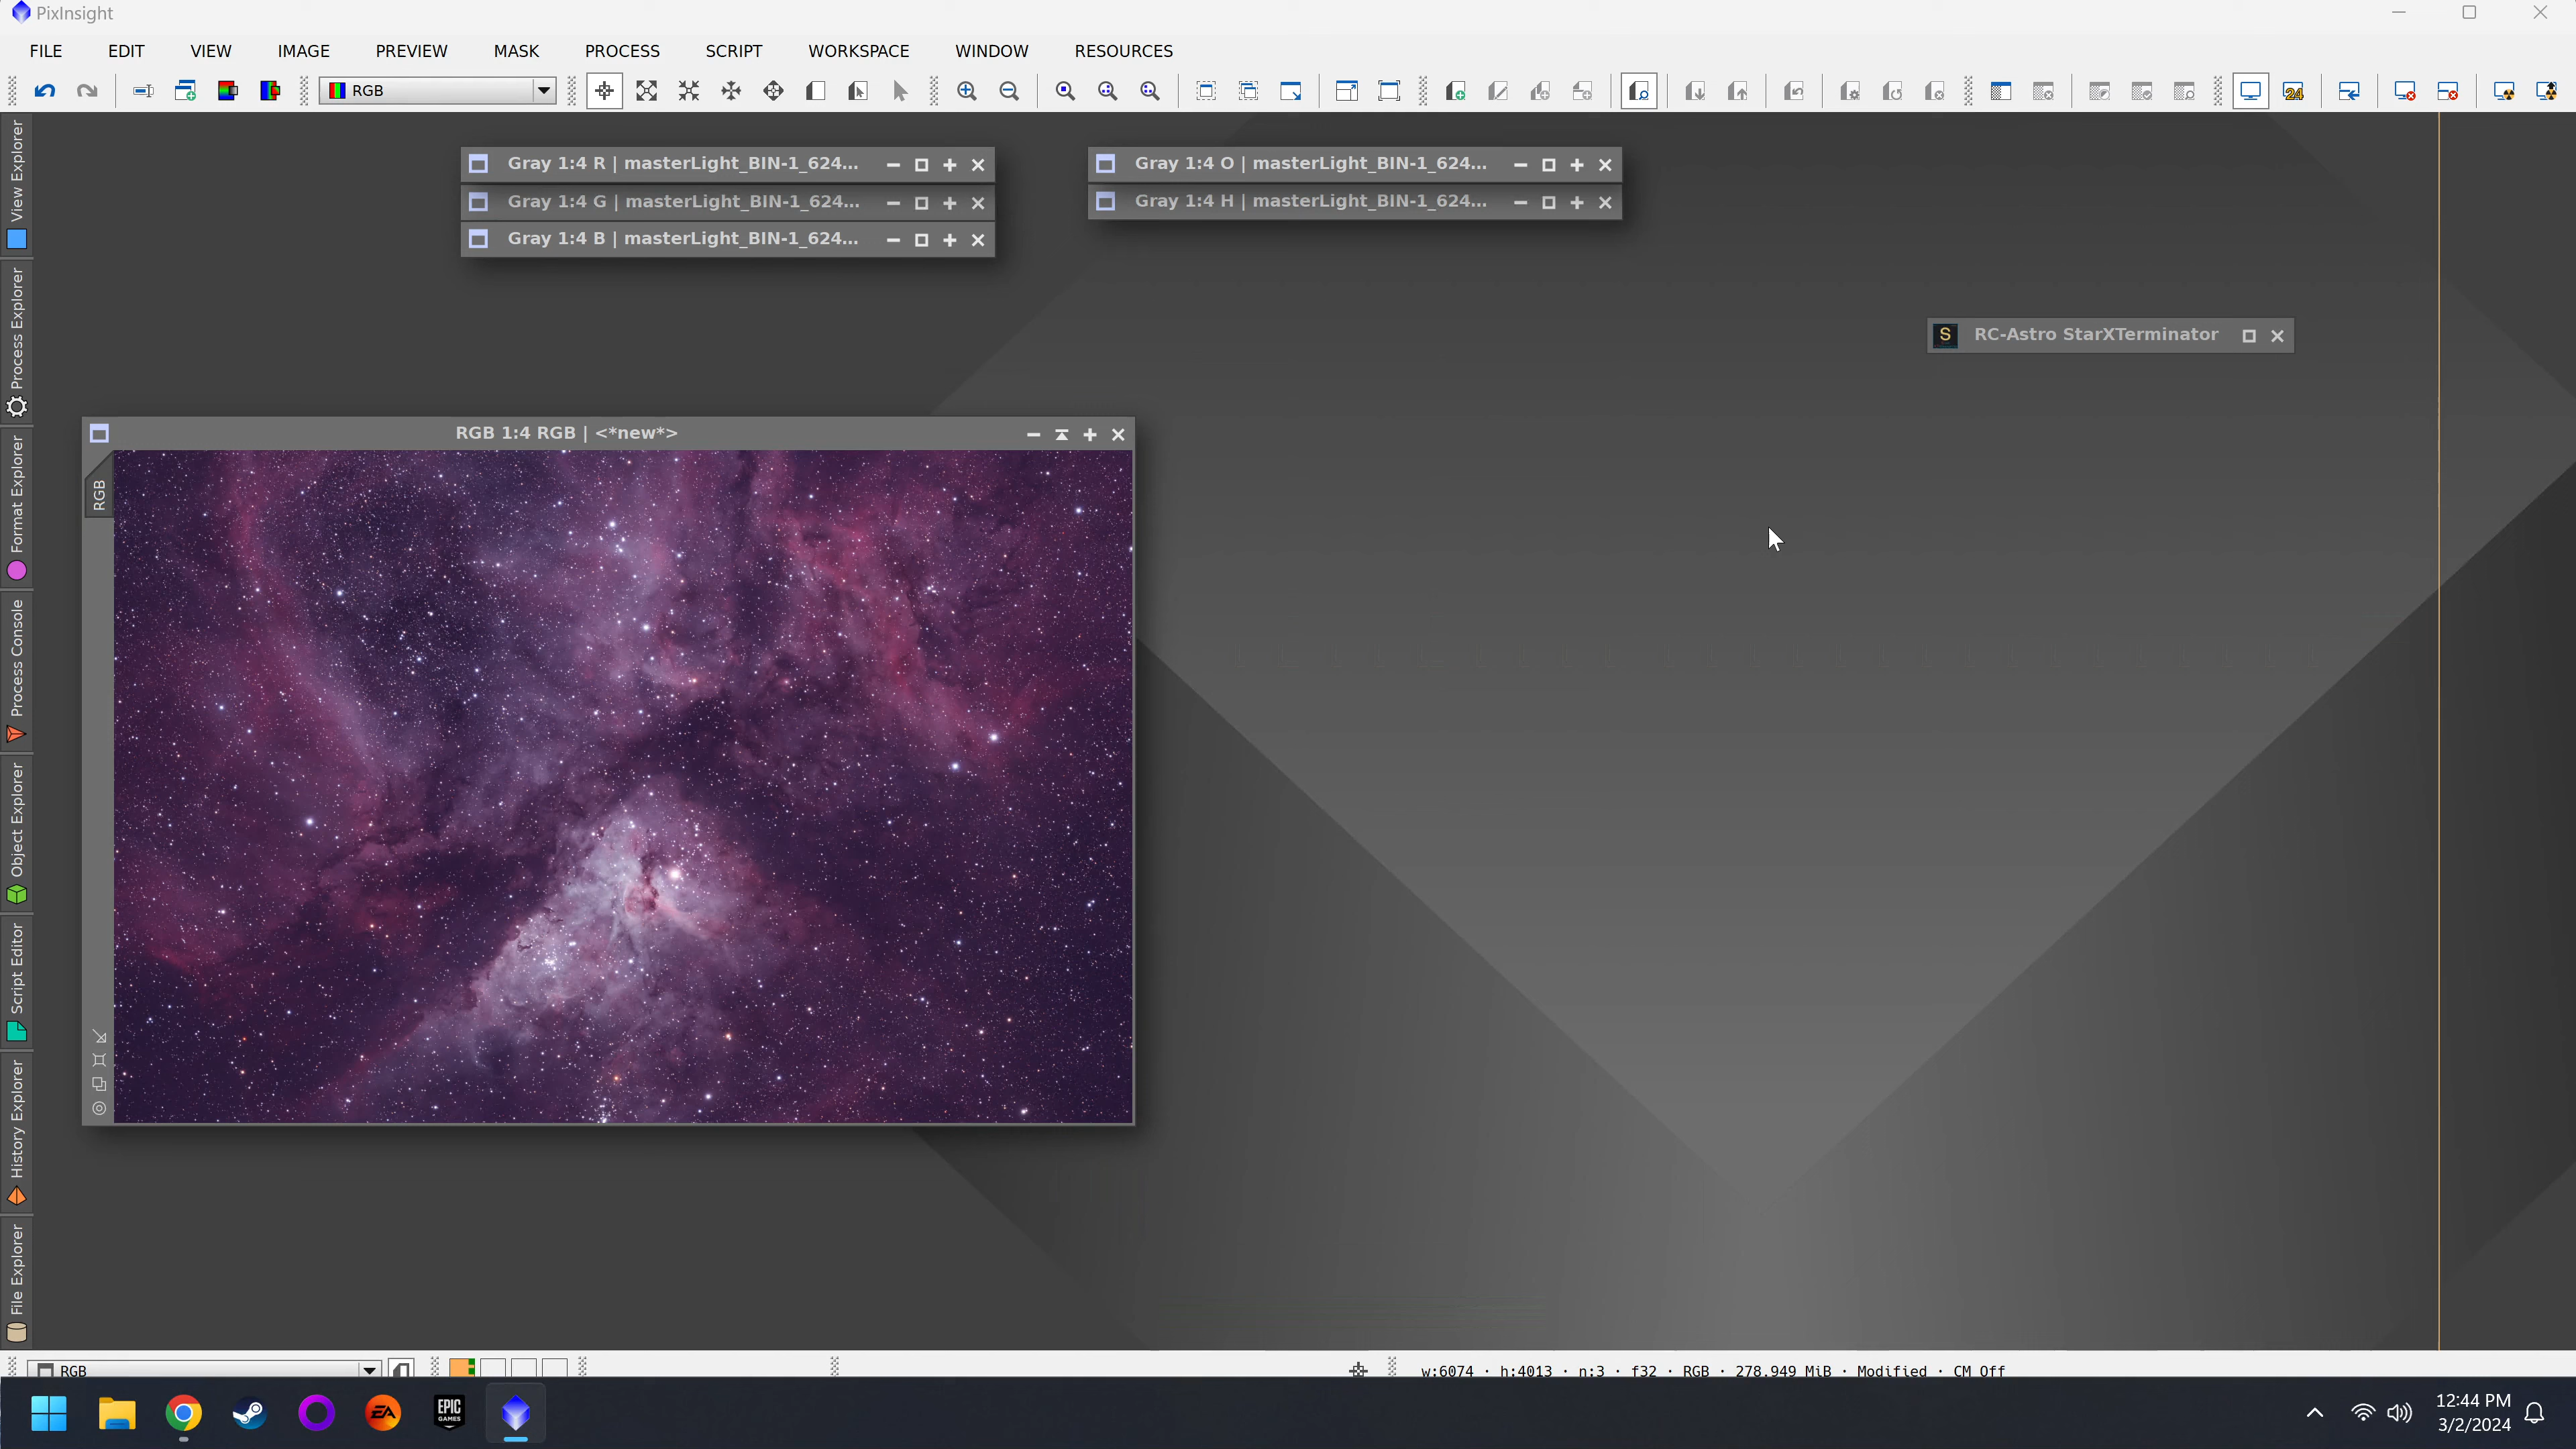 PixInsight
FILE EDIT VIEW IMAGE PREVIEW MASK PROCESS SCRIPT WORKSPACE WINDOW RESOURCES
RGB
24
View Explorer
Process Explorer
Format Explorer
Process Console
Object Explorer
Script Editor
History Explorer
File Explorer
Gray 1:4 R | masterLight_BIN-1_624...
Gray 1:4 G | masterLight_BIN-1_624...
Gray 1:4 B | masterLight_BIN-1_624...
Gray 1:4 O | masterLight_BIN-1_624...
Gray 1:4 H | masterLight_BIN-1_624...
S RC-Astro StarXTerminator
RGB 1:4 RGB | <*new*>
RGB
RGB
w:6074 · h:4013 · n:3 · f32 · RGB · 278.949 MiB · Modified · CM Off
EA
EPIC
GAMES
12:44 PM
3/2/2024